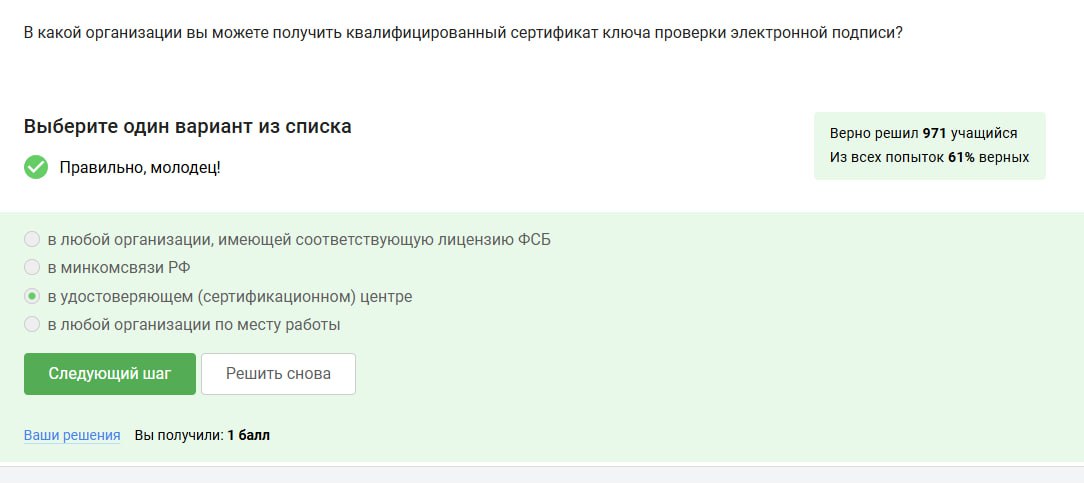 В какой организации вы можете получить квалифицированный сертификат ключа проверки электронной подписи?
Выберите один вариант из списка
Правильно, молодец!
Верно решил 971 учащийся
Из всех попыток 61% верных
в любой организации, имеющей соответствующую лицензию ФСБ
в минкомсвязи РФ
в удостоверяющем (сертификационном) центре
в любой организации по месту работы
Следующий шаг
Решить снова
Ваши решения
Вы получили: 1 балл